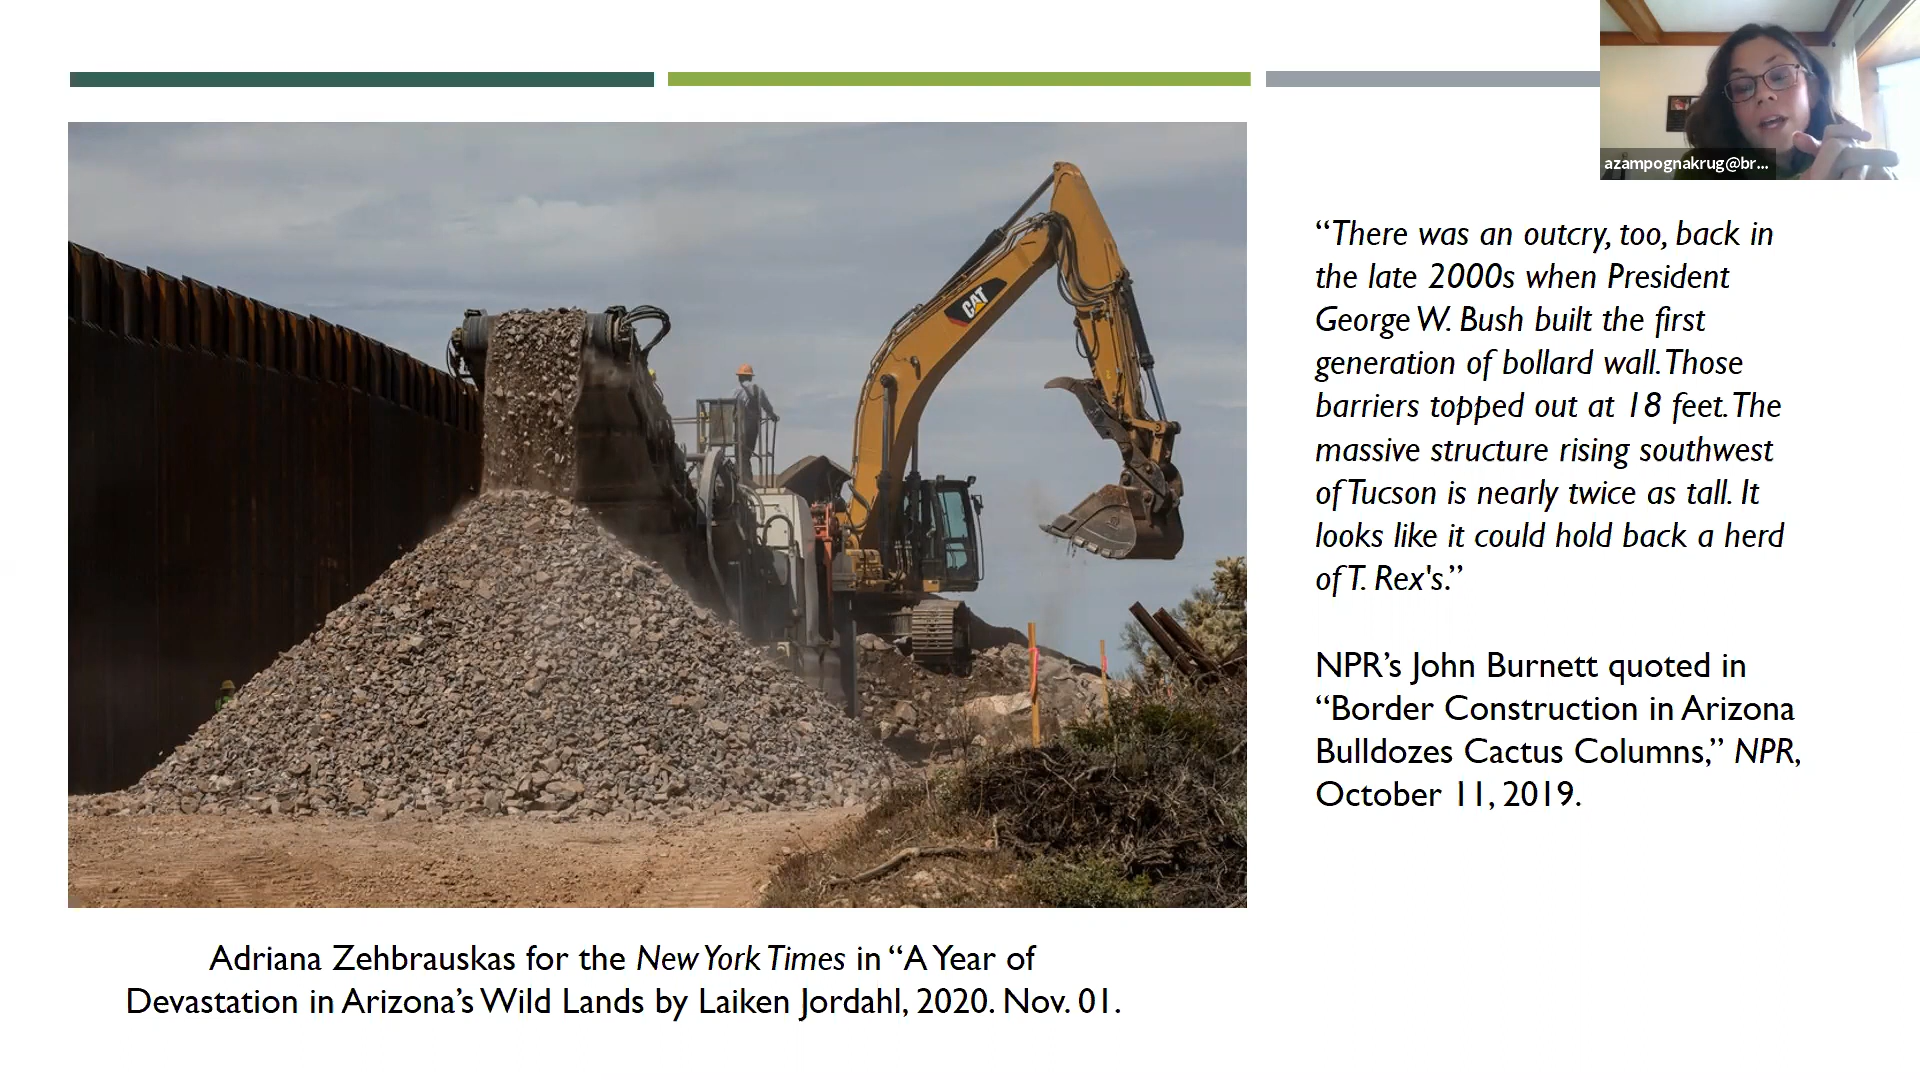 azampognakrug@br...
“There was an outcry, too, back in
the late 2000s when President
George W. Bush built the first
generation of bollard wall. Those
barriers topped out at 18 feet. The
massive structure rising southwest
of Tucson is nearly twice as tall. It
looks like it could hold back a herd
of T. Rex's.”
NPR’s John Burnett quoted in
“Border Construction in Arizona
Bulldozes Cactus Columns,” NPR,
October 11, 2019.
CAT
Adriana Zehbrauskas for the New York Times in “A Year of
Devastation in Arizona’s Wild Lands by Laiken Jordahl, 2020. Nov. 01.